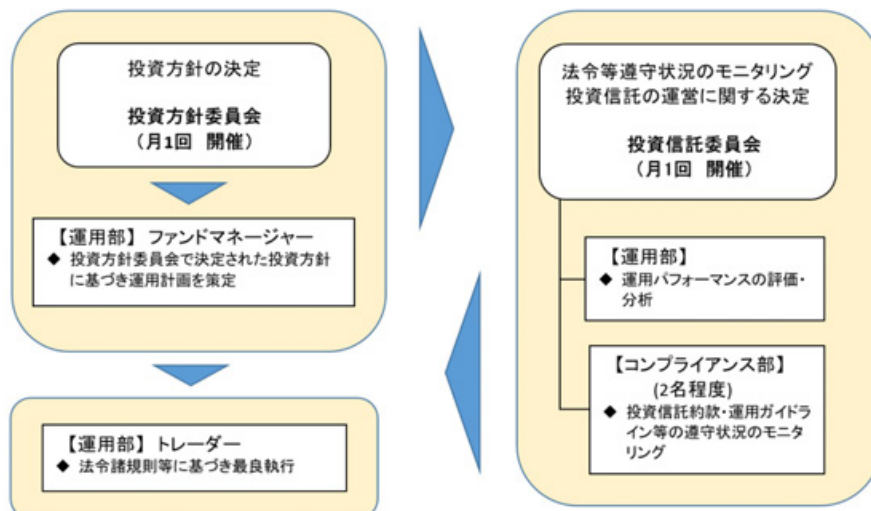 投資方針の決定
投資方針委員会
（月1回　開催）
【運用部】 ファンドマネージャー
◆ 投資方針委員会で決定された投資方針
に基づき運用計画を策定
【運用部】 トレーダー
◆ 法令諸規則等に基づき最良執行
法令等遵守状況のモニタリング
投資信託の運営に関する決定
投資信託委員会
（月1回　開催）
【運用部】
◆ 運用パフォーマンスの評価・
分析
【コンプライアンス部】
(2名程度)
◆ 投資信託約款・運用ガイドラ
イン等の遵守状況のモニタ
リング